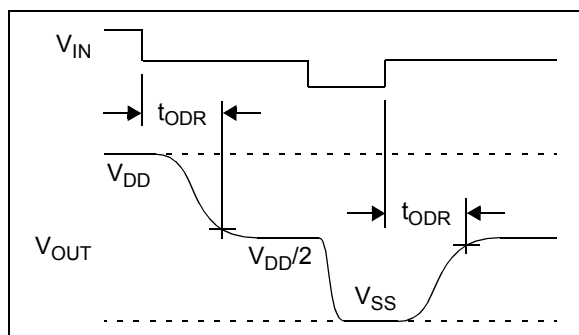 V_IN
t_ODR
V_DD
t_ODR
V_OUT
V_DD/2
V_SS